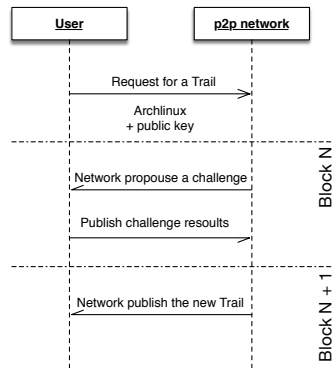 User
p2p network
Request for a Trail
Archlinux
+ public key
Block N
Network propouse a challenge
Publish challenge resoults
Block N + 1
Network publish the new Trail